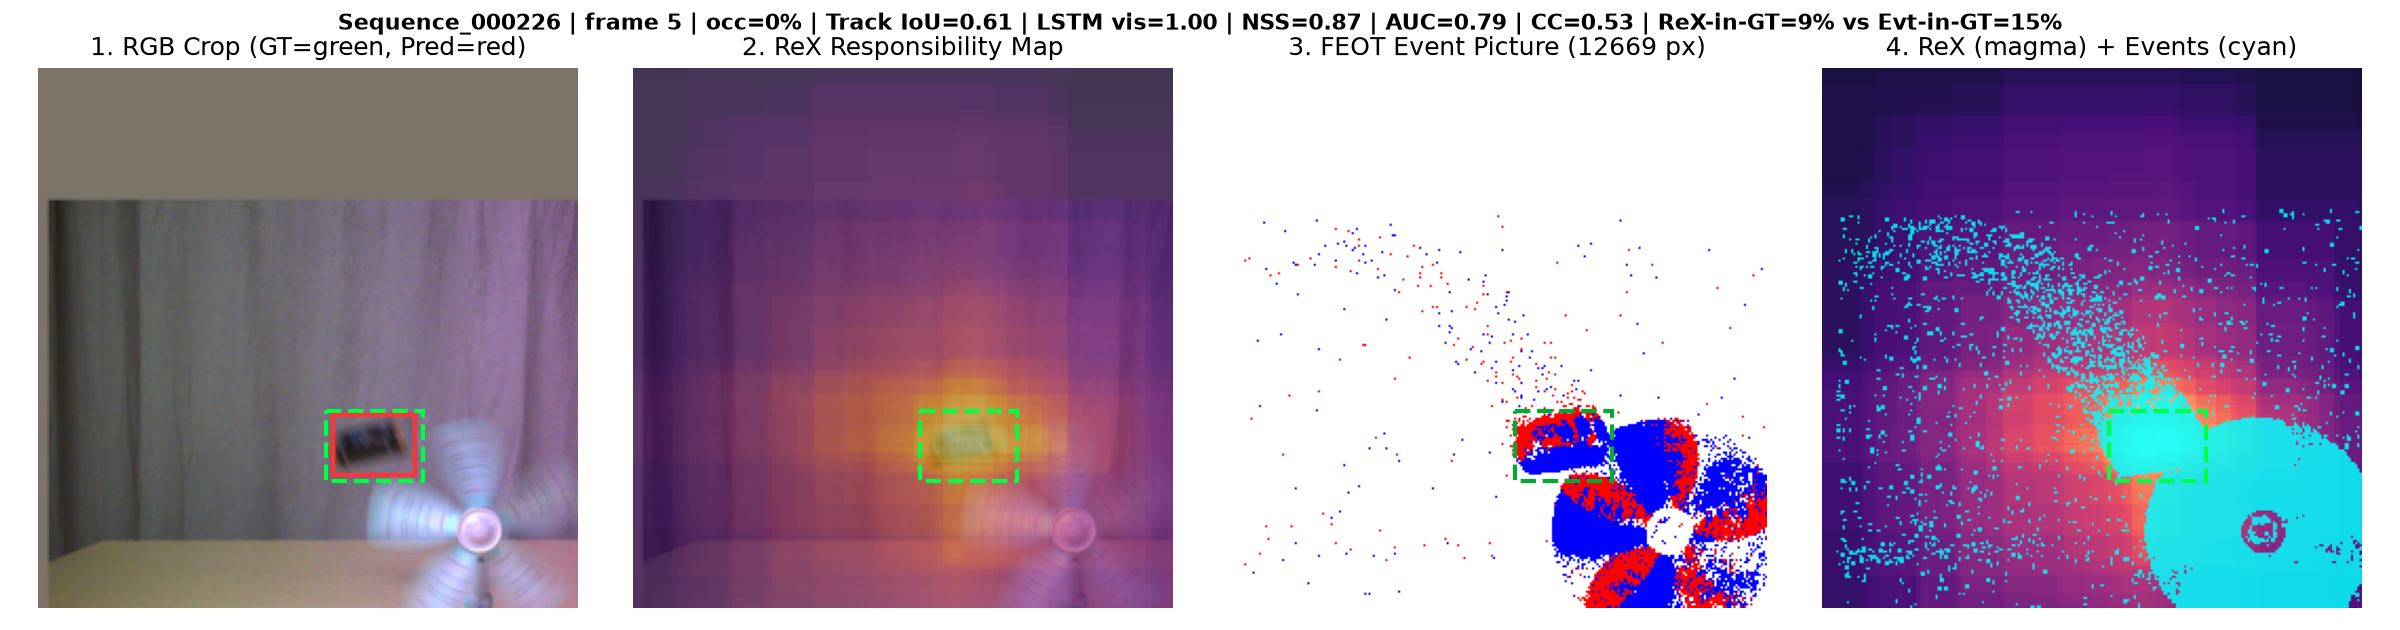 Sequence_000226 | frame 5 | occ=0% | Track IoU=0.61 | LSTM vis=1.00 | NSS=0.87 | AUC=0.79 | CC=0.53 | ReX-in-GT=9% vs Evt-in-GT=15%
1. RGB Crop (GT=green, Pred=red)
2. ReX Responsibility Map
3. FEOT Event Picture (12669 px)
4. ReX (magma) + Events (cyan)